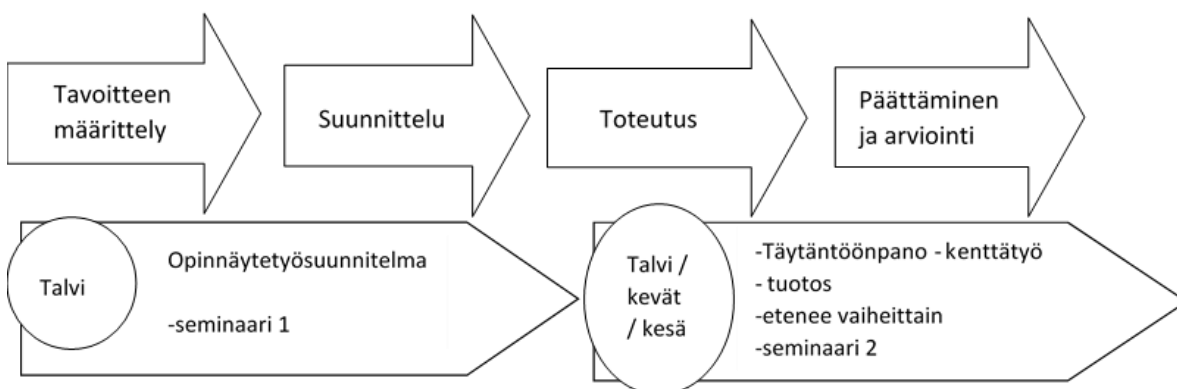 Tavoitteen
määrittely
Suunnittelu
Toteutus
Päättäminen
ja arviointi
Talvi
Opinnäytetyösuunnitelma
-seminaari 1
Talvi /
kevät
/ kesä
-Täytäntöönpano - kenttätyö
- tuotos
-etenee vaiheittain
-seminaari 2